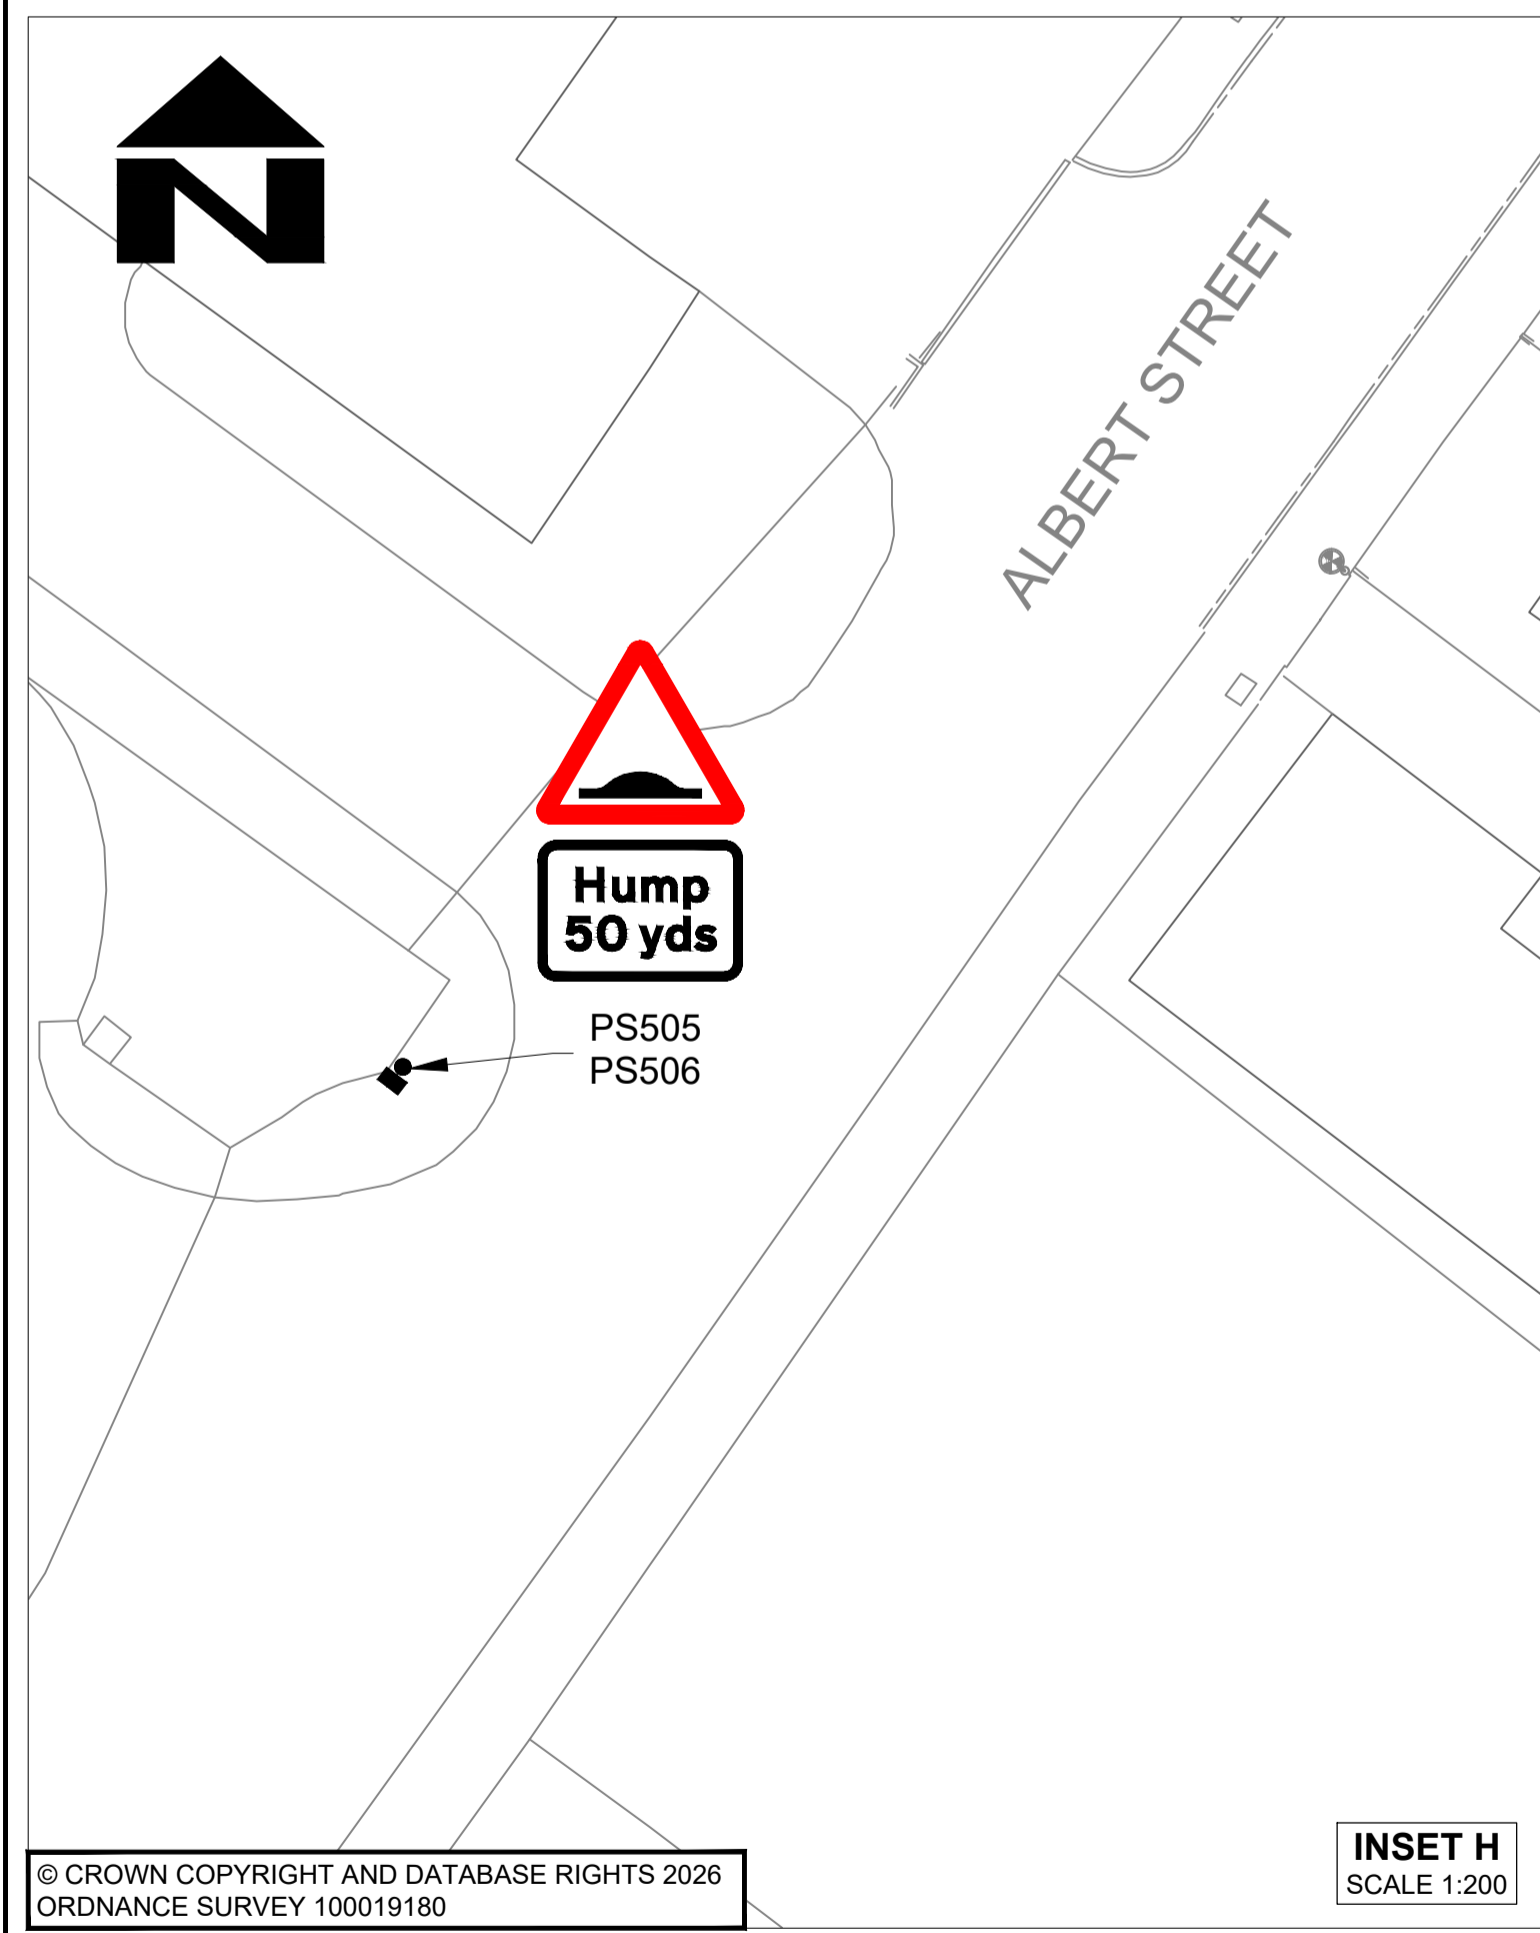 N
ALBERT STREET
Hump
50 yds
PS505
PS506
© CROWN COPYRIGHT AND DATABASE RIGHTS 2026
ORDNANCE SURVEY 100019180
INSET H
SCALE 1:200